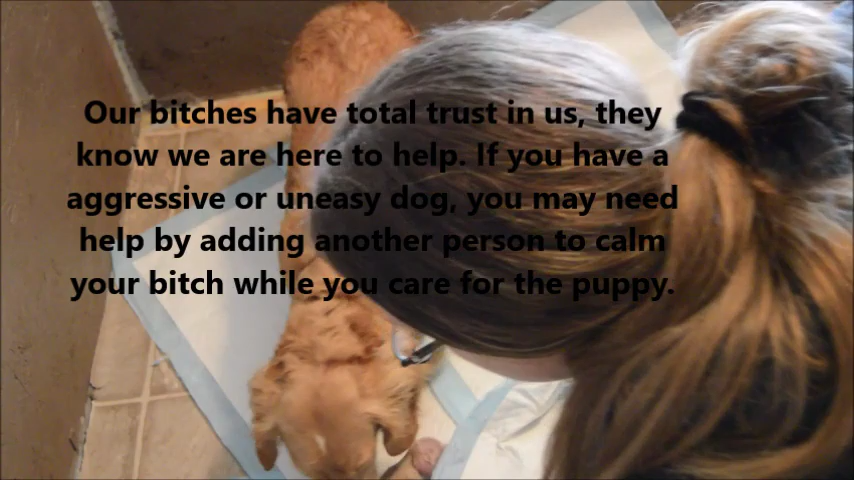 Our bitches have total trust in us, they
know we are here to help. If you have a
aggressive or uneasy dog, you may need
help by adding another person to calm
your bitch while you care for the puppy.